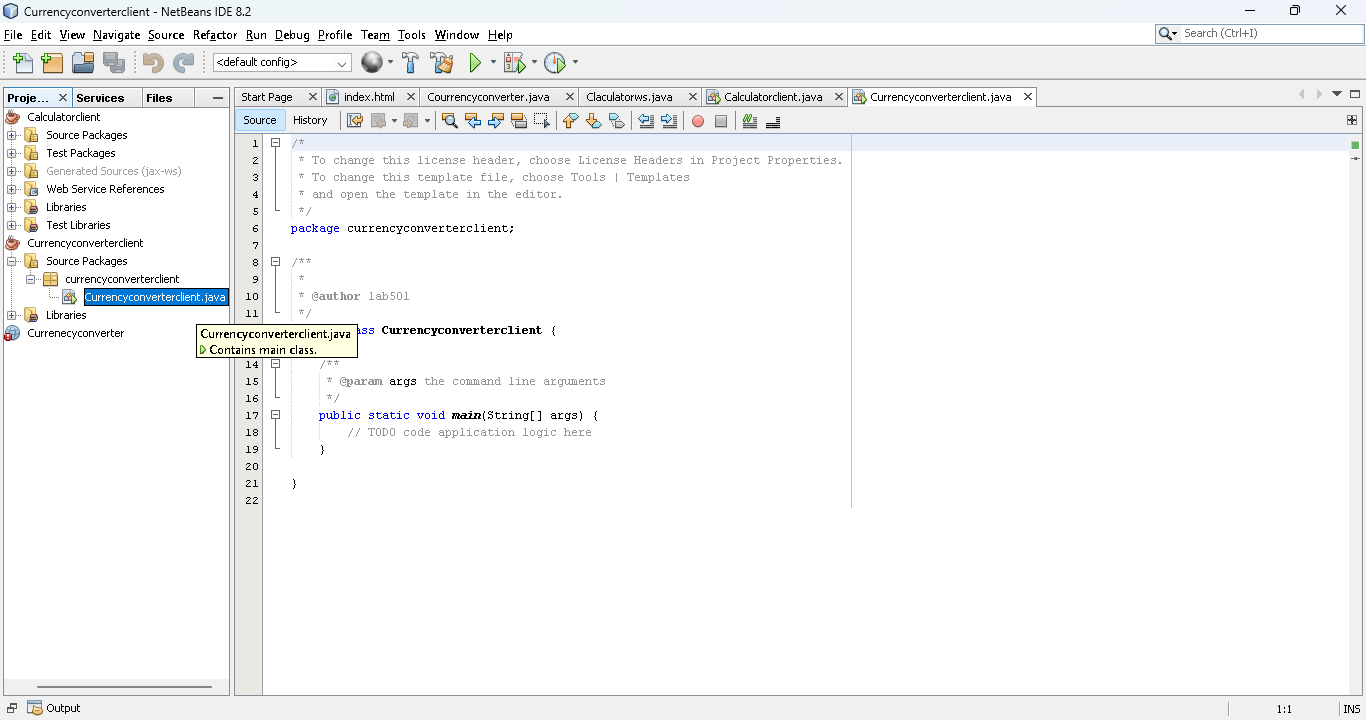 Currencyconverterclient - NetBeans IDE 8.2
File Edit View Navigate Source Refactor Run Debug Profile Team Tools Window Help
Search (Ctrl+I)
<default config>
Proje... Services Files
Start Page index.html Courrencyconverter.java Claculatorws.java Calculatorclient.java Currencyconverterclient.java
Source History
Calculatorclient
Source Packages
Test Packages
Generated Sources (jax-ws)
Web Service References
Libraries
Test Libraries
Currencyconverterclient
Source Packages
currencyconverterclient
Currencyconverterclient.java
Libraries
Currenecyconverter
Currencyconverterclient.java
Contains main class.
1 /*
2 * To change this license header, choose License Headers in Project Properties.
3 * To change this template file, choose Tools | Templates
4 * and open the template in the editor.
5 */
6 package currencyconverterclient;
7
8 /**
9 *
10 * @author lab501
11 */
ass Currencyconverterclient {
14 /**
15 * @param args the command line arguments
16 */
17 public static void main(String[] args) {
18 // TODO code application logic here
19 }
20
21 }
22
Output
1:1 INS